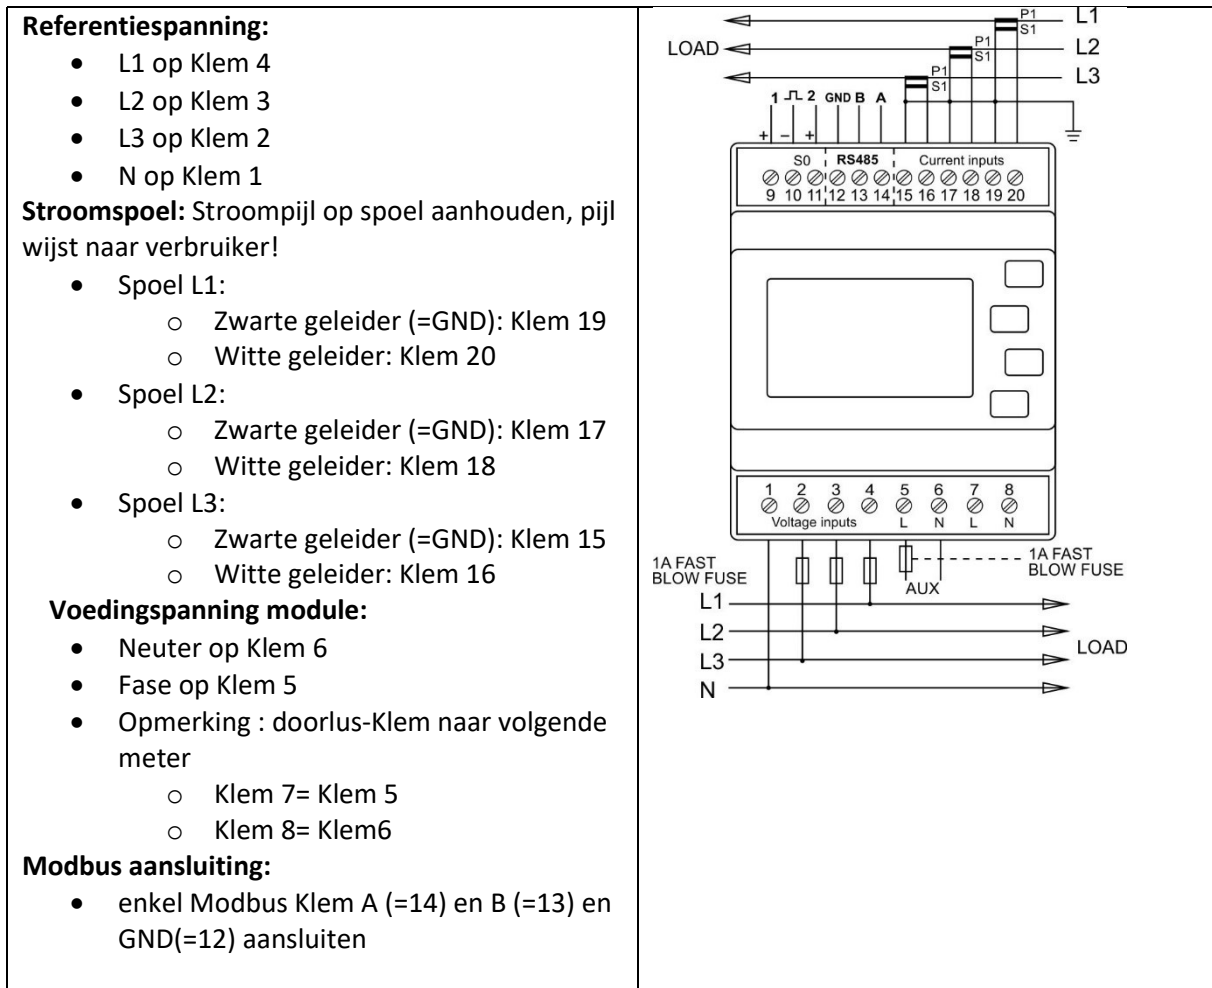 Referentiespanning:
• L1 op Klem 4
• L2 op Klem 3
• L3 op Klem 2
• N op Klem 1
Stroomspoel: Stroompijl op spoel aanhouden, pijl
wijst naar verbruiker!
• Spoel L1:
o Zwarte geleider (=GND): Klem 19
o Witte geleider: Klem 20
• Spoel L2:
o Zwarte geleider (=GND): Klem 17
o Witte geleider: Klem 18
• Spoel L3:
o Zwarte geleider (=GND): Klem 15
o Witte geleider: Klem 16
Voedingspanning module:
• Neuter op Klem 6
• Fase op Klem 5
• Opmerking : doorlus-Klem naar volgende
meter
o Klem 7= Klem 5
o Klem 8= Klem6
Modbus aansluiting:
• enkel Modbus Klem A (=14) en B (=13) en
GND(=12) aansluiten
P1 L1
S1
LOAD P1 L2
S1
P1 L3
S1
1 2 GND B A
+ – +
S0 RS485 Current inputs
9 10 11 12 13 14 15 16 17 18 19 20
1 2 3 4 5 6 7 8
Voltage inputs L N L N
1A FAST
BLOW FUSE
1A FAST
BLOW FUSE
AUX
L1
L2
LOAD
L3
N